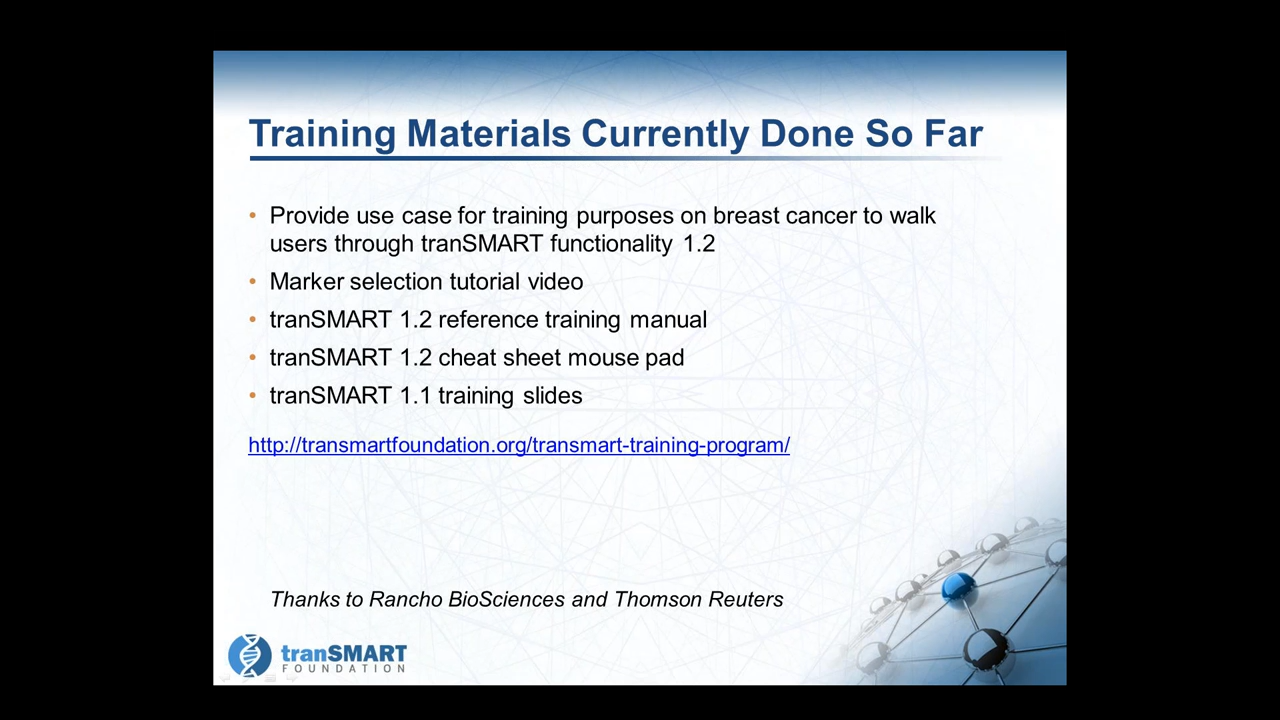 Training Materials Currently Done So Far
• Provide use case for training purposes on breast cancer to walk
users through tranSMART functionality 1.2
• Marker selection tutorial video
• tranSMART 1.2 reference training manual
• tranSMART 1.2 cheat sheet mouse pad
• tranSMART 1.1 training slides
http://transmartfoundation.org/transmart-training-program/
Thanks to Rancho BioSciences and Thomson Reuters
tranSMART
FOUNDATION